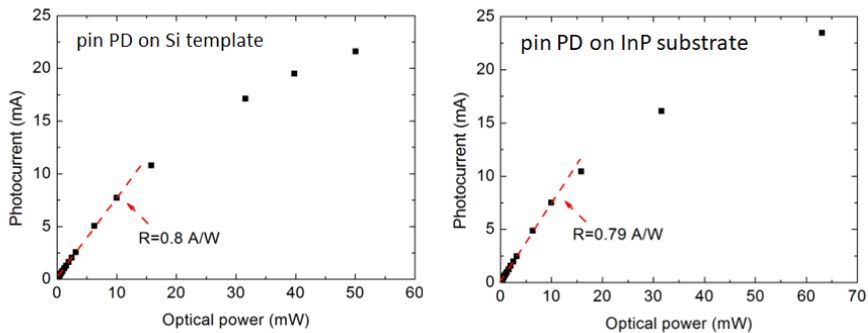 pin PD on Si template
25
20
15
10
5
0
Photocurrent (mA)
R=0.8 A/W
0 10 20 30 40 50 60
Optical power (mW)
pin PD on InP substrate
25
20
15
10
5
0
Photocurrent (mA)
R=0.79 A/W
0 10 20 30 40 50 60 70
Optical power (mW)